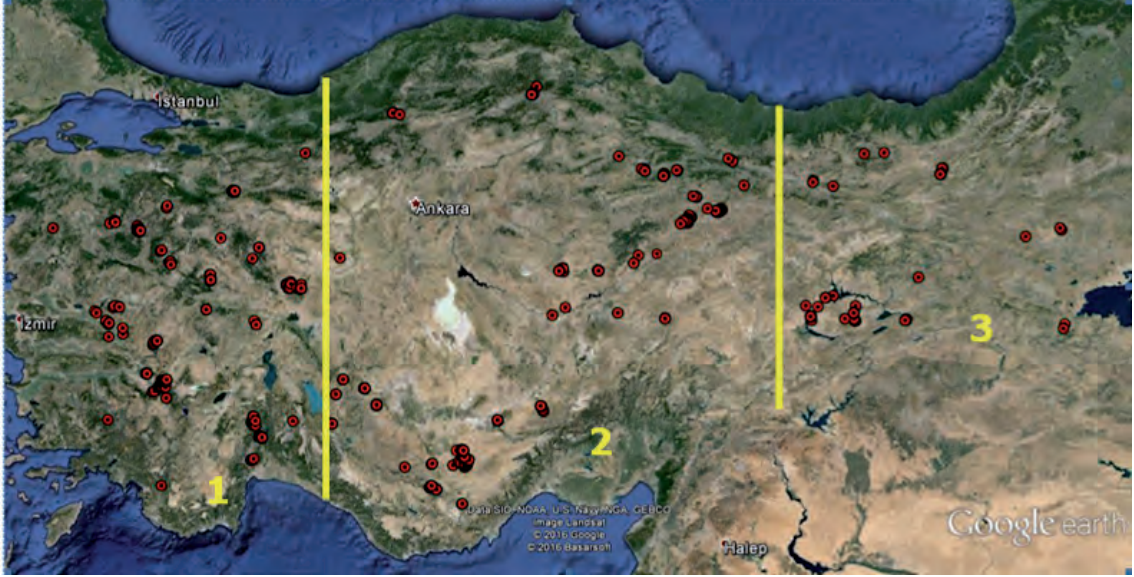 İstanbul
Ankara
İzmir
3
2
1
Data SIO, NOAA, U.S. Navy, NGA, GEBCO
Image Landsat
© 2016 Google
© 2016 Basarsoft
Google earth
Halep